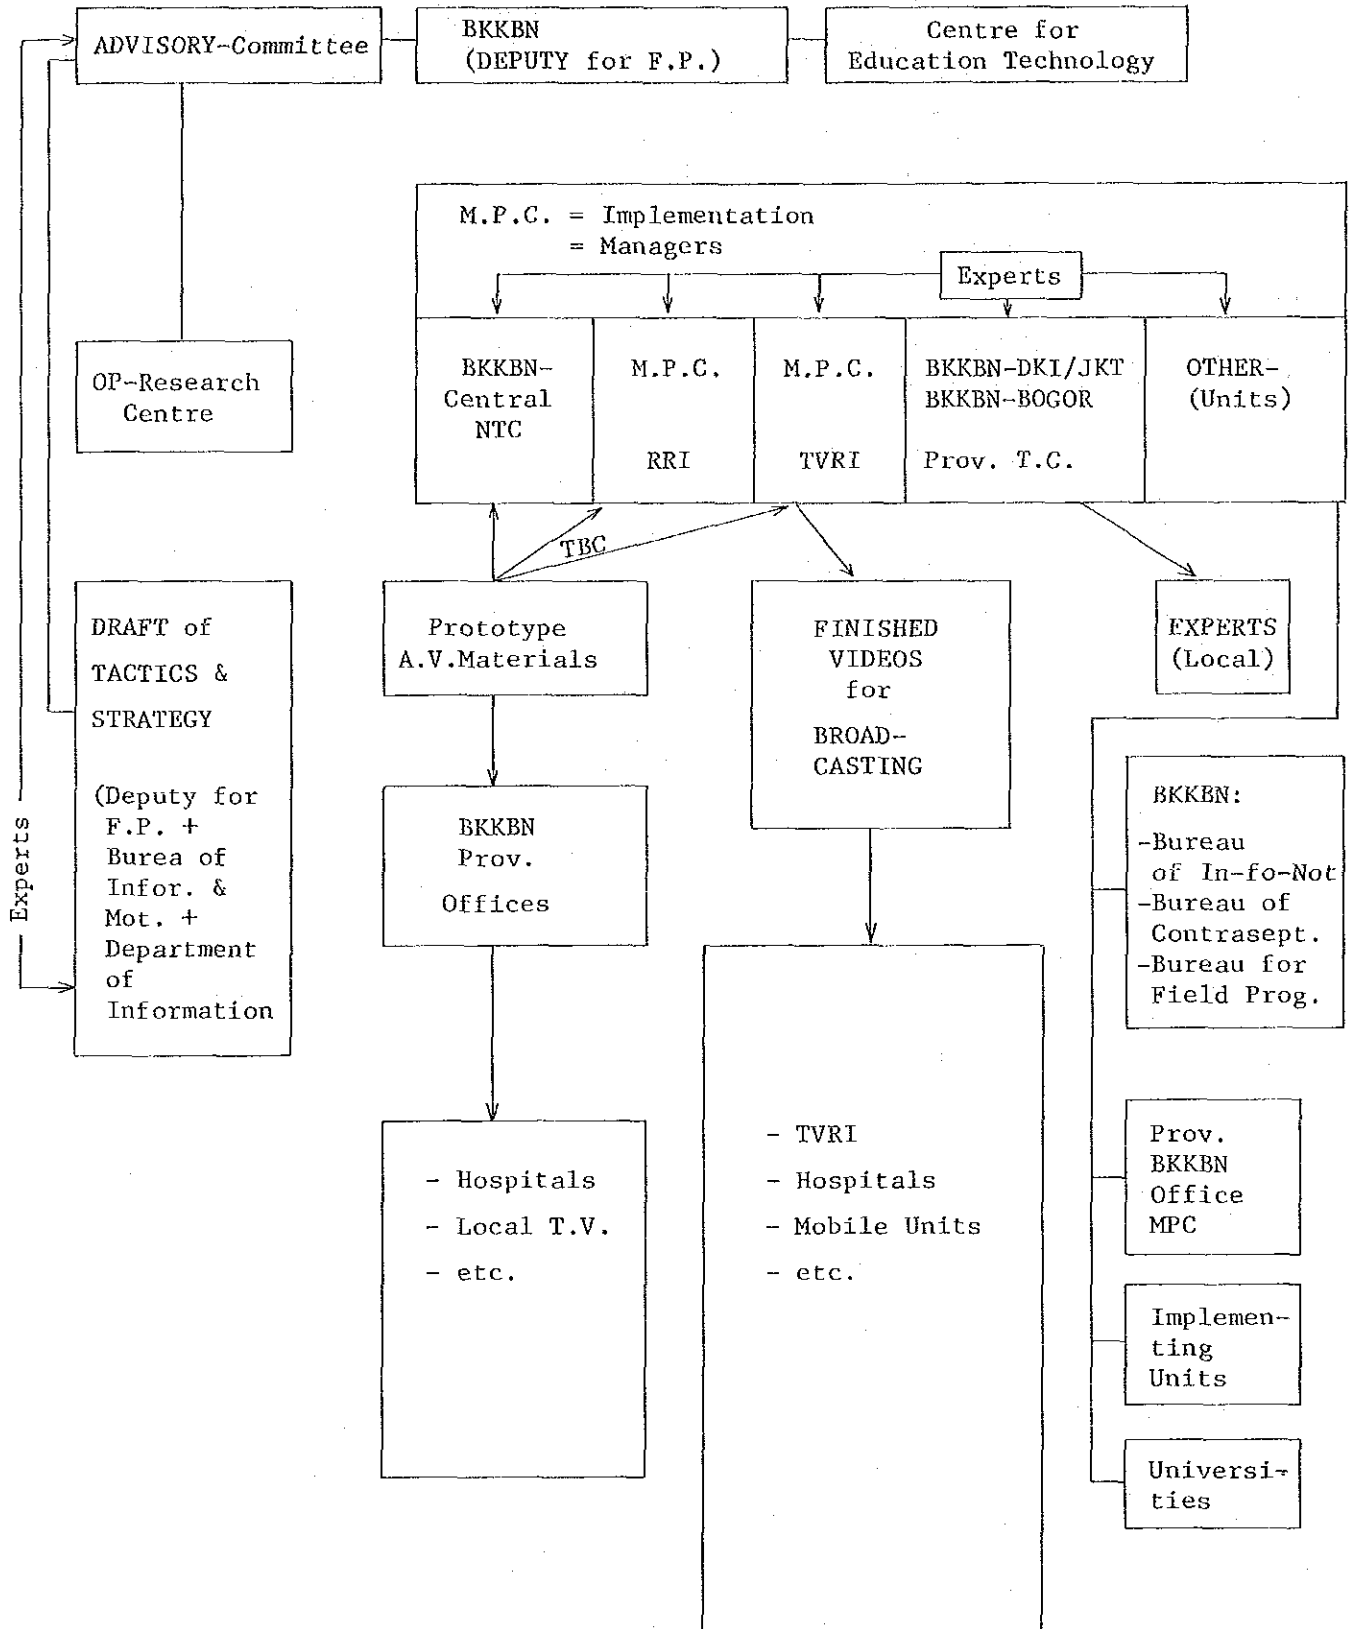 ADVISORY-Committee
BKKBN
(DEPUTY for F.P.)
Centre for
Education Technology
M.P.C. = Implementation
= Managers
Experts
BKKBN-
Central
NTC
M.P.C.
RRI
M.P.C.
TVRI
BKKBN-DKI/JKT
BKKBN-BOGOR
Prov. T.C.
OTHER-
(Units)
OP-Research
Centre
TBC
DRAFT of
TACTICS &
STRATEGY
(Deputy for
F.P. +
Burea of
Infor. &
Mot. +
Department
of
Information
Experts
Prototype
A.V.Materials
FINISHED
VIDEOS
for
BROAD-
CASTING
EXPERTS
(Local)
BKKBN
Prov.
Offices
BKKBN:
-Bureau
of In-fo-Not
-Bureau of
Contrasept.
-Bureau for
Field Prog.
- Hospitals
- Local T.V.
- etc.
- TVRI
- Hospitals
- Mobile Units
- etc.
Prov.
BKKBN
Office
MPC
Implemen-
ting
Units
Universi-
ties